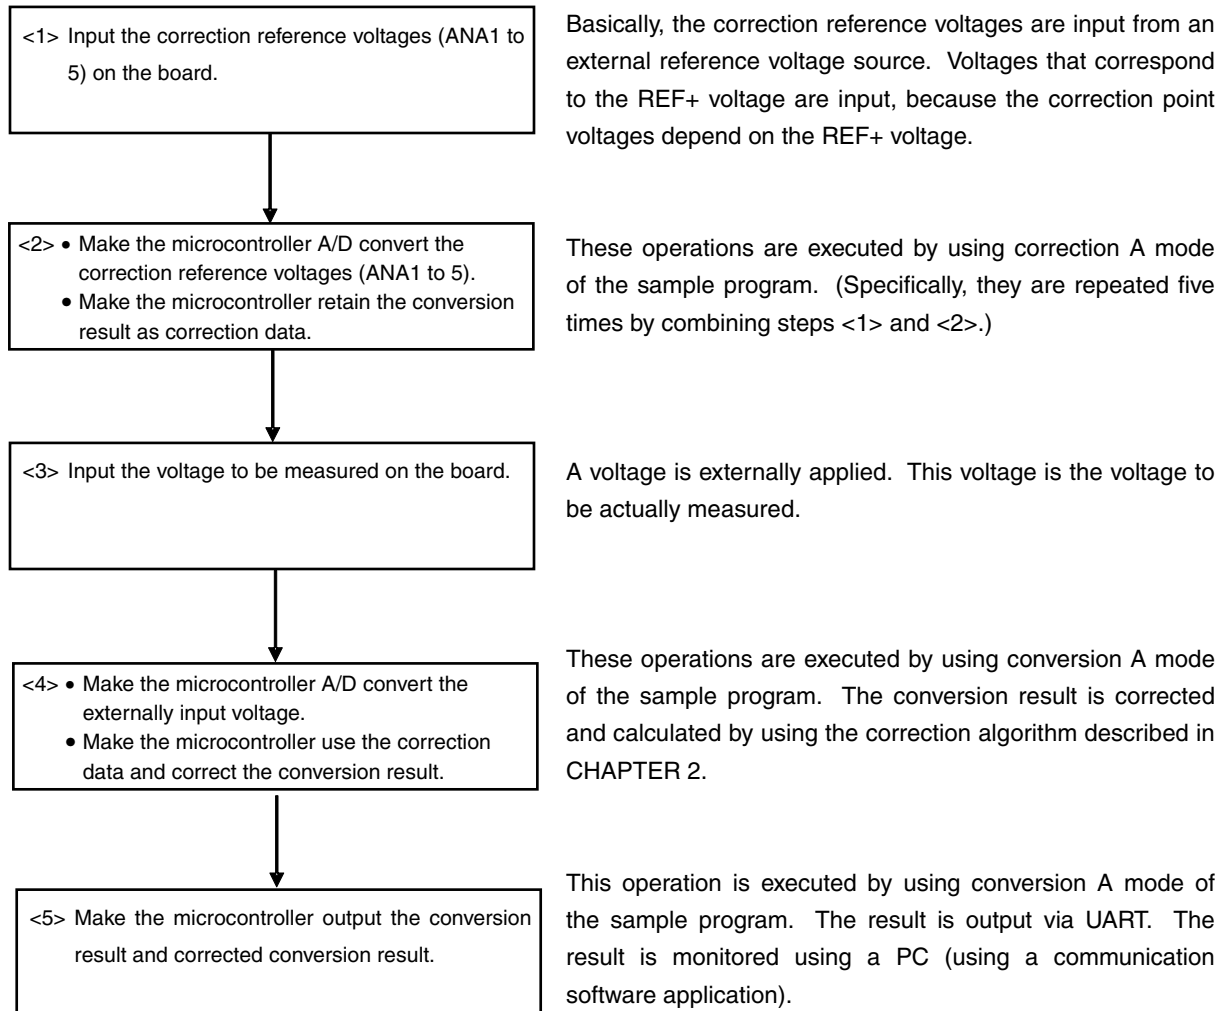 <1> Input the correction reference voltages (ANA1 to
5) on the board.
Basically, the correction reference voltages are input from an
external reference voltage source. Voltages that correspond
to the REF+ voltage are input, because the correction point
voltages depend on the REF+ voltage.
<2> • Make the microcontroller A/D convert the
correction reference voltages (ANA1 to 5).
• Make the microcontroller retain the conversion
result as correction data.
These operations are executed by using correction A mode
of the sample program. (Specifically, they are repeated five
times by combining steps <1> and <2>.)
<3> Input the voltage to be measured on the board.
A voltage is externally applied. This voltage is the voltage to
be actually measured.
<4> • Make the microcontroller A/D convert the
externally input voltage.
• Make the microcontroller use the correction
data and correct the conversion result.
These operations are executed by using conversion A mode
of the sample program. The conversion result is corrected
and calculated by using the correction algorithm described in
CHAPTER 2.
<5> Make the microcontroller output the conversion
result and corrected conversion result.
This operation is executed by using conversion A mode of
the sample program. The result is output via UART. The
result is monitored using a PC (using a communication
software application).